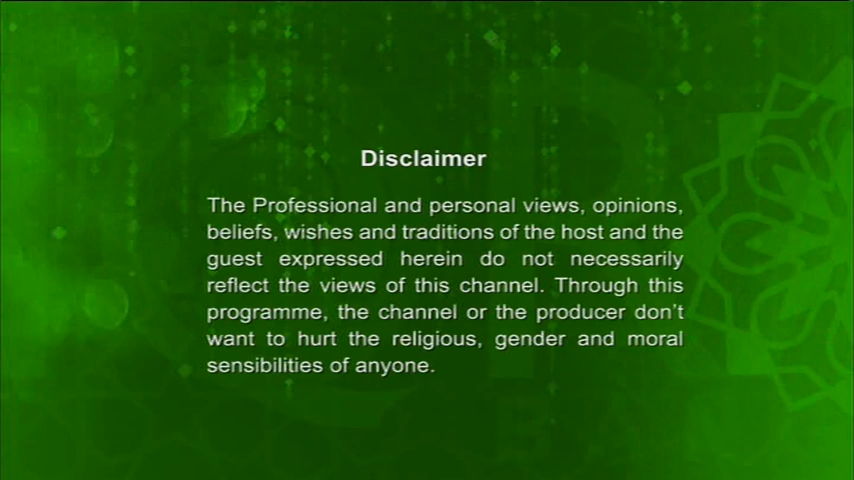 Disclaimer
The Professional and personal views, opinions,
beliefs, wishes and traditions of the host and the
guest expressed herein do not necessarily
reflect the views of this channel. Through this
programme, the channel or the producer don't
want to hurt the religious, gender and moral
sensibilities of anyone.